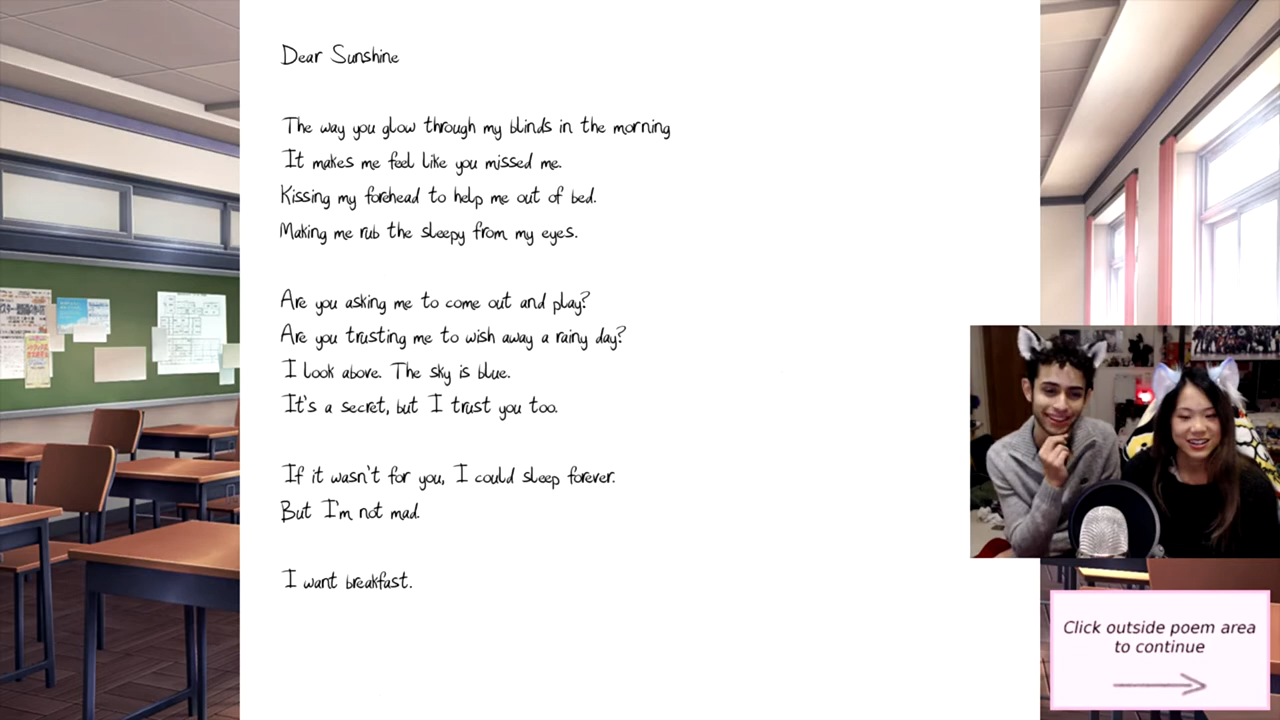 Dear Sunshine
The way you glow through my blinds in the morning
It makes me feel like you missed me.
Kissing my forehead to help me out of bed.
Making me rub the sleepy from my eyes.
Are you asking me to come out and play?
Are you trusting me to wish away a rainy day?
I look above. The sky is blue.
It's a secret, but I trust you too.
If it wasn't for you, I could sleep forever.
But I'm not mad.
I want breakfast.
Click outside poem area
to continue